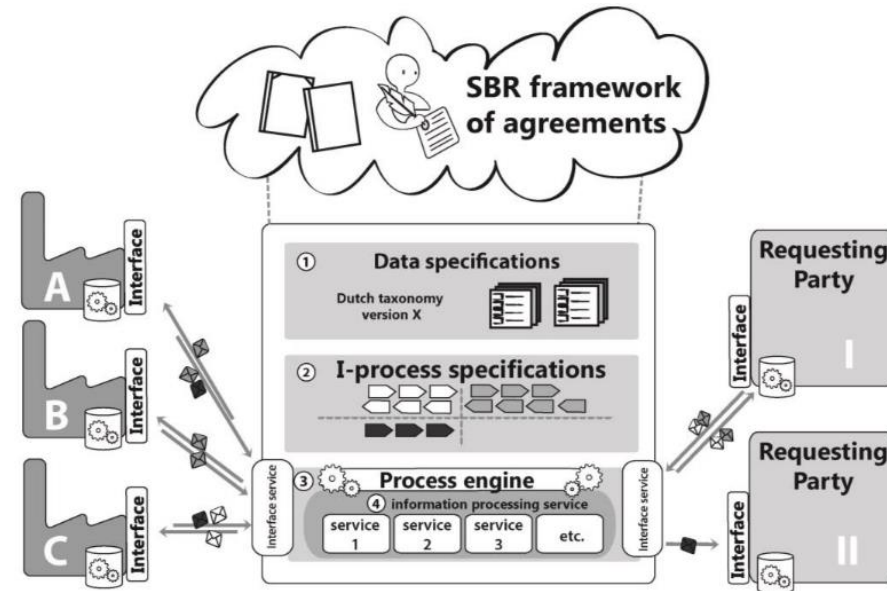 SBR framework
of agreements
A
Interface
B
Interface
C
Interface
① Data specifications
Dutch taxonomy
version X
② I-process specifications
③ Process engine
④ information processing service
service
1
service
2
service
3
etc.
Interface service
Interface service
Requesting
Party
I
Interface
Requesting
Party
II
Interface